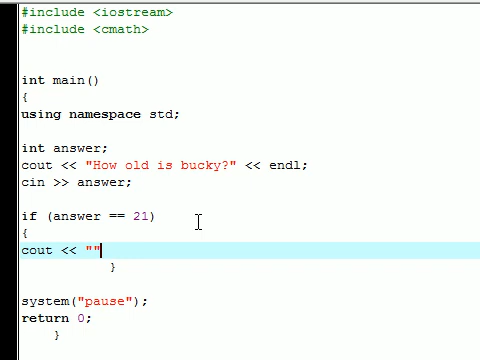 #include <iostream>
#include <cmath>
int main()
{
using namespace std;
int answer;
cout << "How old is bucky?" << endl;
cin >> answer;
if (answer == 21)
{
cout << ""
}
system("pause");
return 0;
}